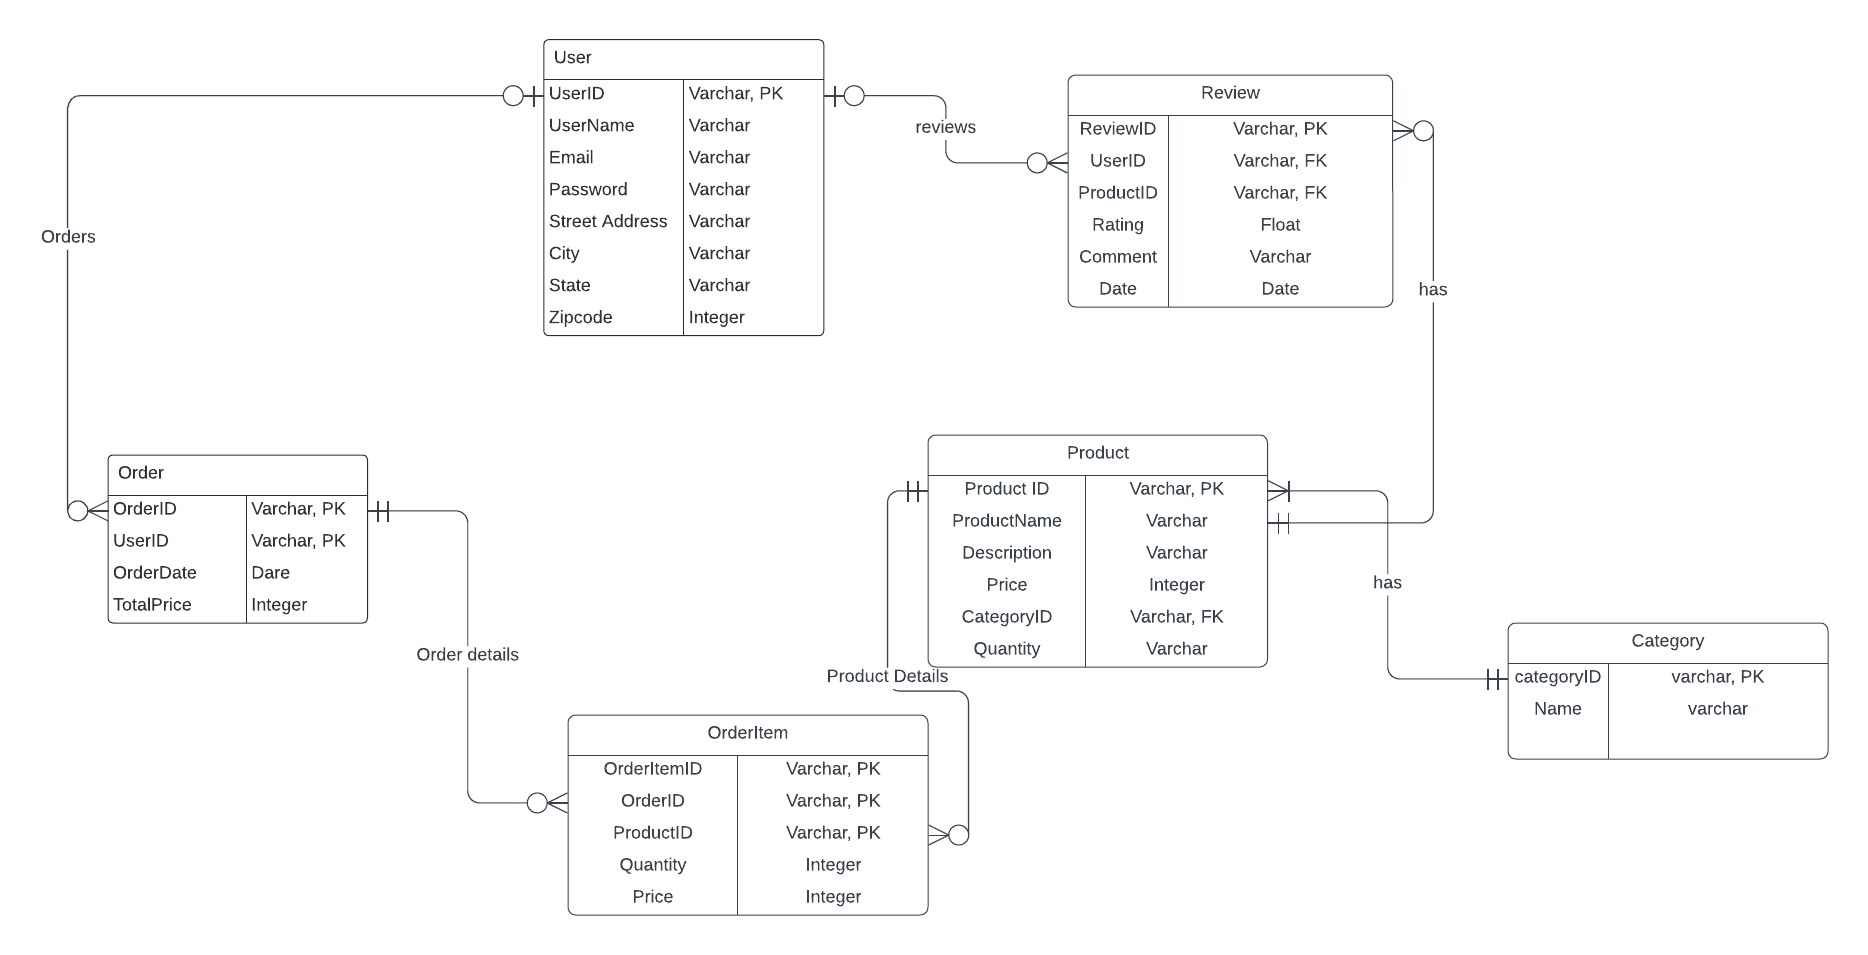 User
UserID Varchar, PK
UserName Varchar
Email Varchar
Password Varchar
Street Address Varchar
City Varchar
State Varchar
Zipcode Integer
reviews
Review
ReviewID Varchar, PK
UserID Varchar, FK
ProductID Varchar, FK
Rating Float
Comment Varchar
Date Date
Orders
has
Order
OrderID Varchar, PK
UserID Varchar, PK
OrderDate Dare
TotalPrice Integer
Product
Product ID Varchar, PK
ProductName Varchar
Description Varchar
Price Integer
CategoryID Varchar, FK
Quantity Varchar
has
Order details
Product Details
Category
categoryID varchar, PK
Name varchar
OrderItem
OrderItemID Varchar, PK
OrderID Varchar, PK
ProductID Varchar, PK
Quantity Integer
Price Integer